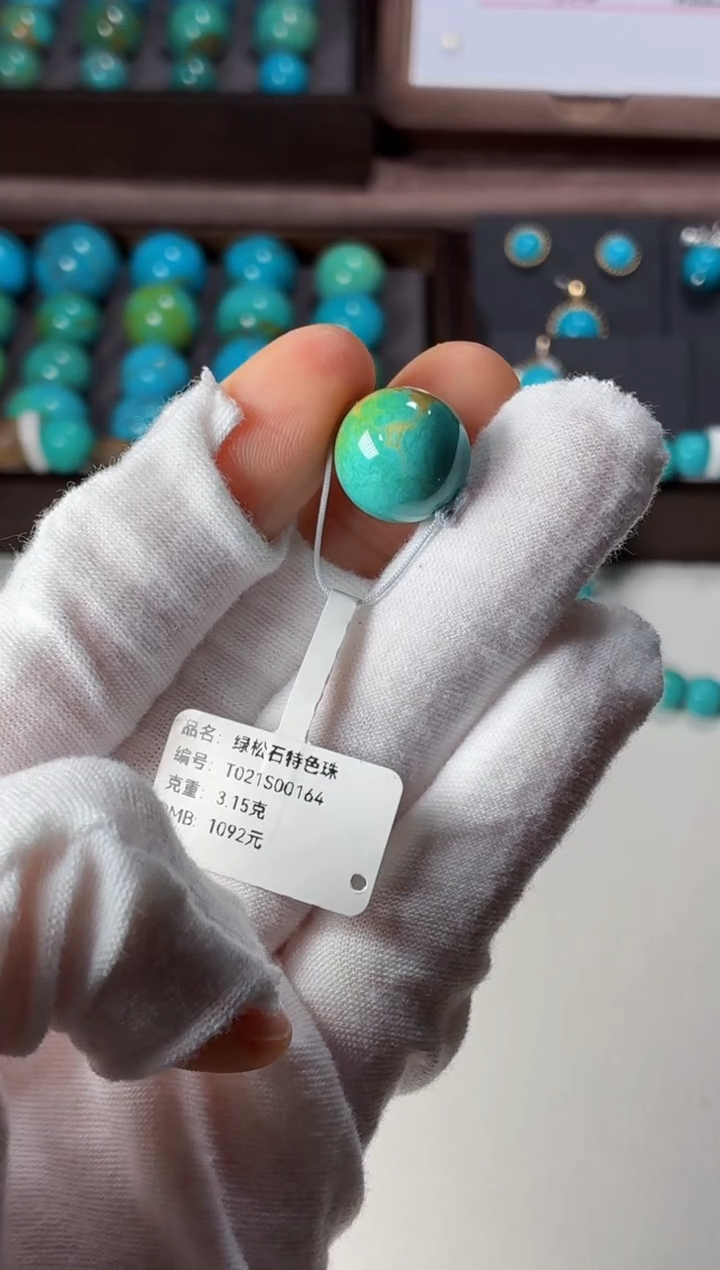 品名: 绿松石特色珠
编号: T021S00164
克重: 3.15克
MB: 1092元